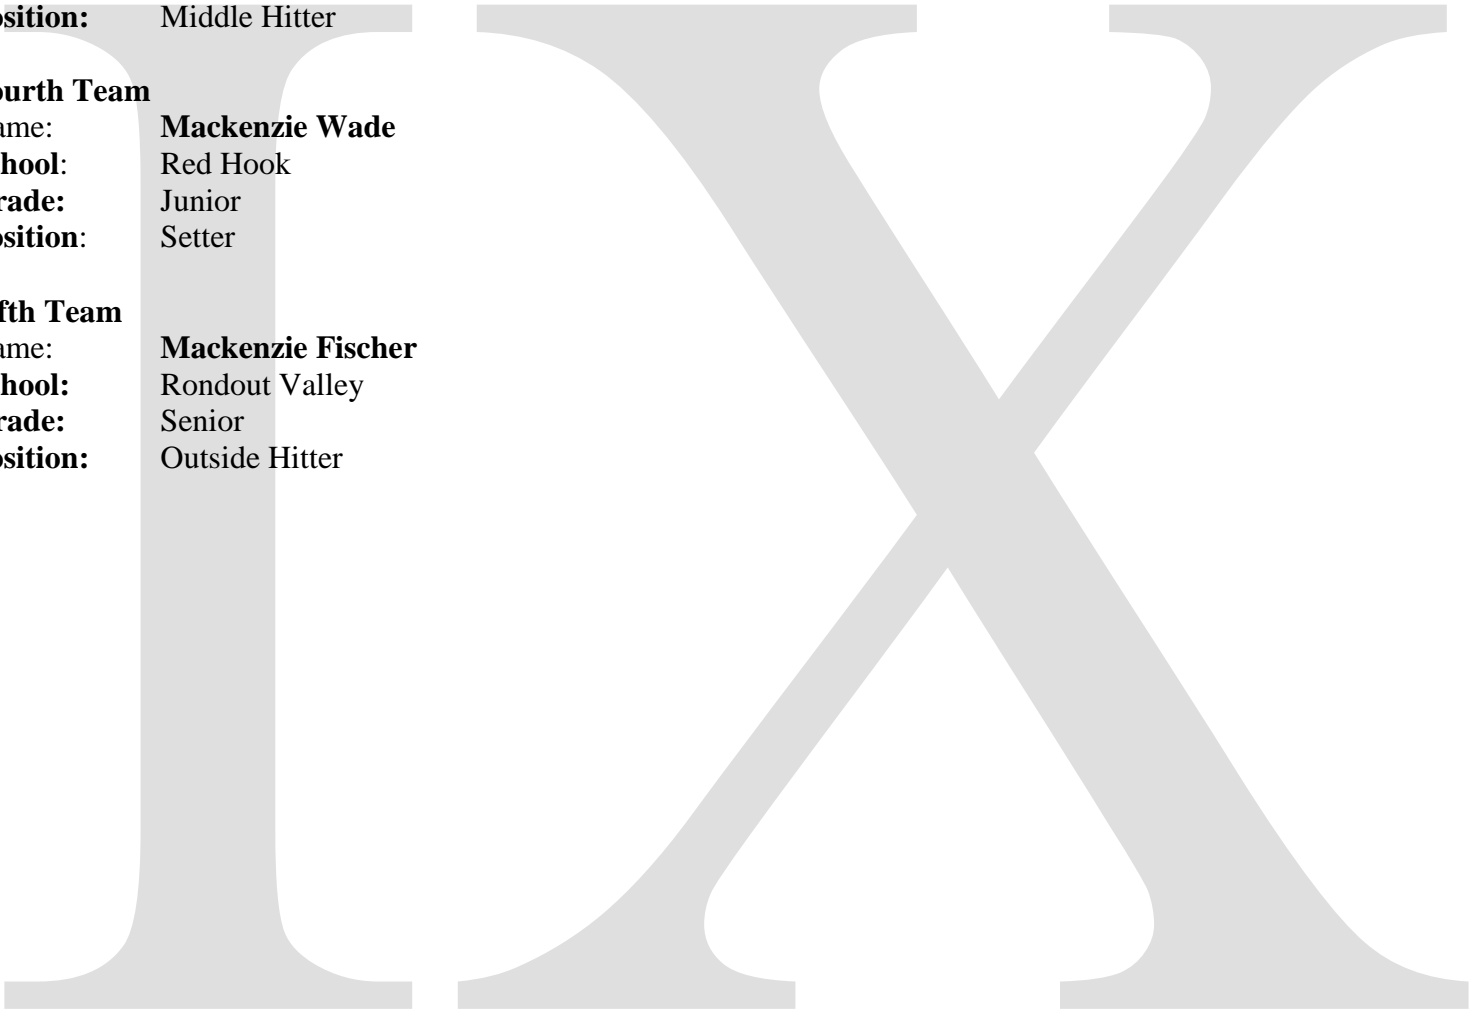 osition: Middle Hitter
ourth Team
ame: Mackenzie Wade
hool: Red Hook
rade: Junior
osition: Setter
fth Team
ame: Mackenzie Fischer
hool: Rondout Valley
rade: Senior
osition: Outside Hitter
IX